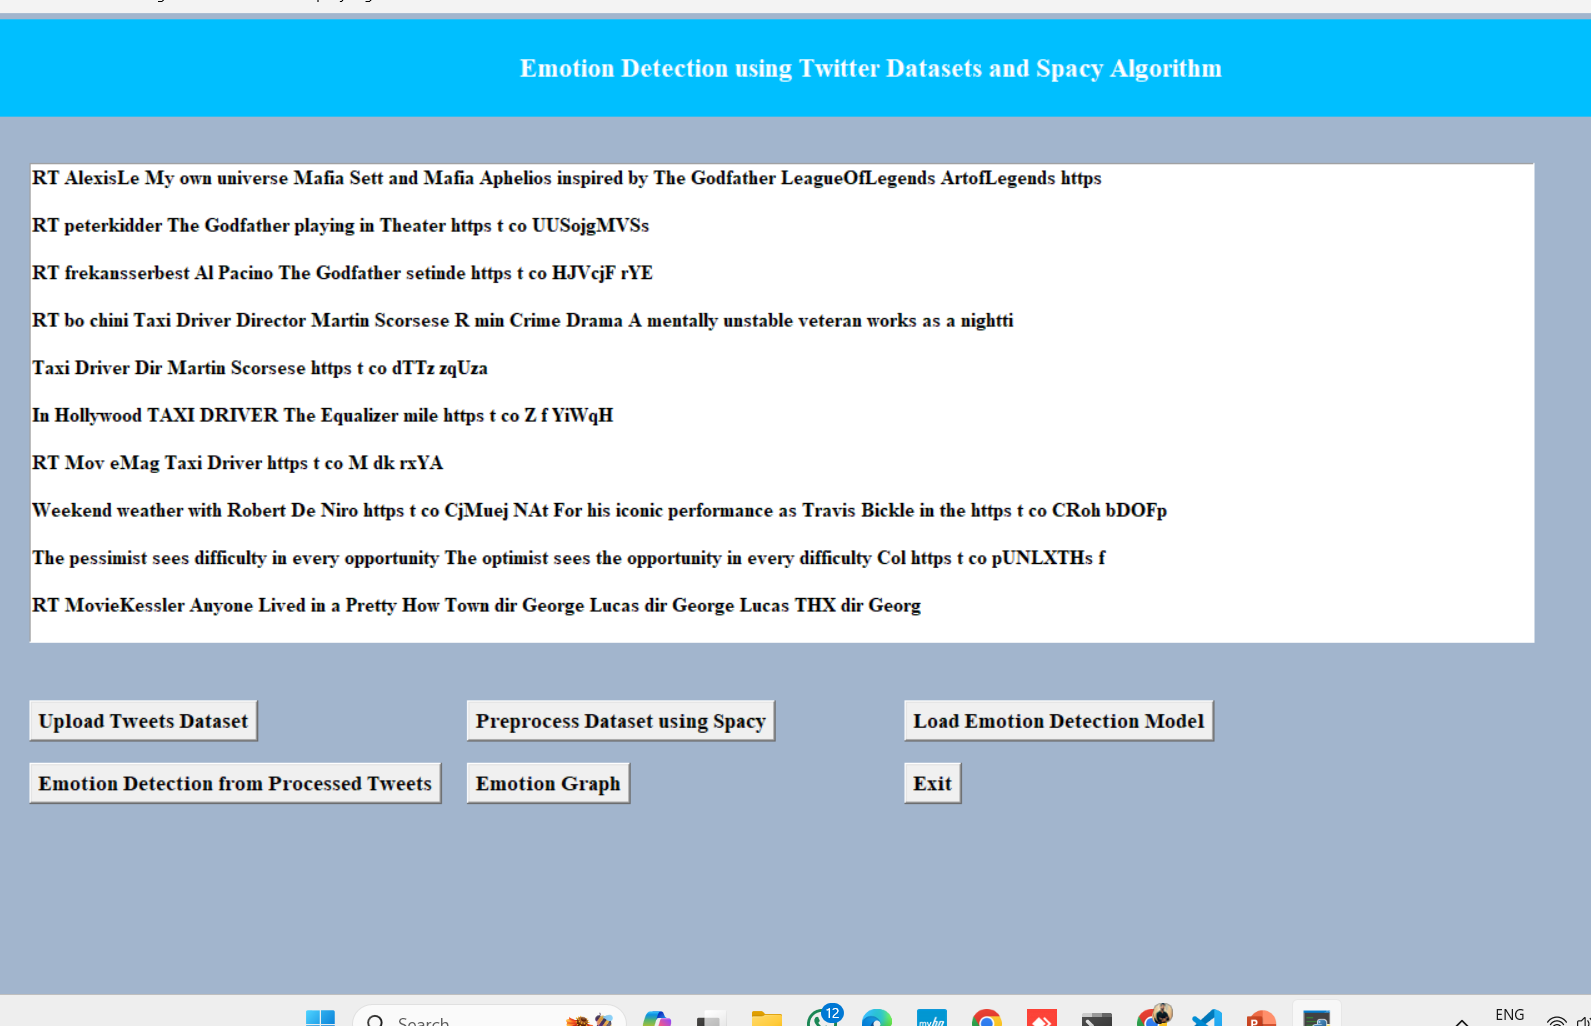 Emotion Detection using Twitter Datasets and Spacy Algorithm
RT AlexisLe My own universe Mafia Sett and Mafia Aphelios inspired by The Godfather LeagueOfLegends ArtofLegends https
RT peterkidder The Godfather playing in Theater https t co UUSojgMVSs
RT frekansserbest Al Pacino The Godfather setinde https t co HJVcjF rYE
RT bo chini Taxi Driver Director Martin Scorsese R min Crime Drama A mentally unstable veteran works as a nightti
Taxi Driver Dir Martin Scorsese https t co dTTz zqUza
In Hollywood TAXI DRIVER The Equalizer mile https t co Z f YiWqH
RT Mov eMag Taxi Driver https t co M dk rxYA
Weekend weather with Robert De Niro https t co CjMuej NAt For his iconic performance as Travis Bickle in the https t co CRoh bDOFp
The pessimist sees difficulty in every opportunity The optimist sees the opportunity in every difficulty Col https t co pUNLXTHs f
RT MovieKessler Anyone Lived in a Pretty How Town dir George Lucas dir George Lucas THX dir Georg
Upload Tweets Dataset
Preprocess Dataset using Spacy
Load Emotion Detection Model
Emotion Detection from Processed Tweets
Emotion Graph
Exit
Search
12
myhp
ENG